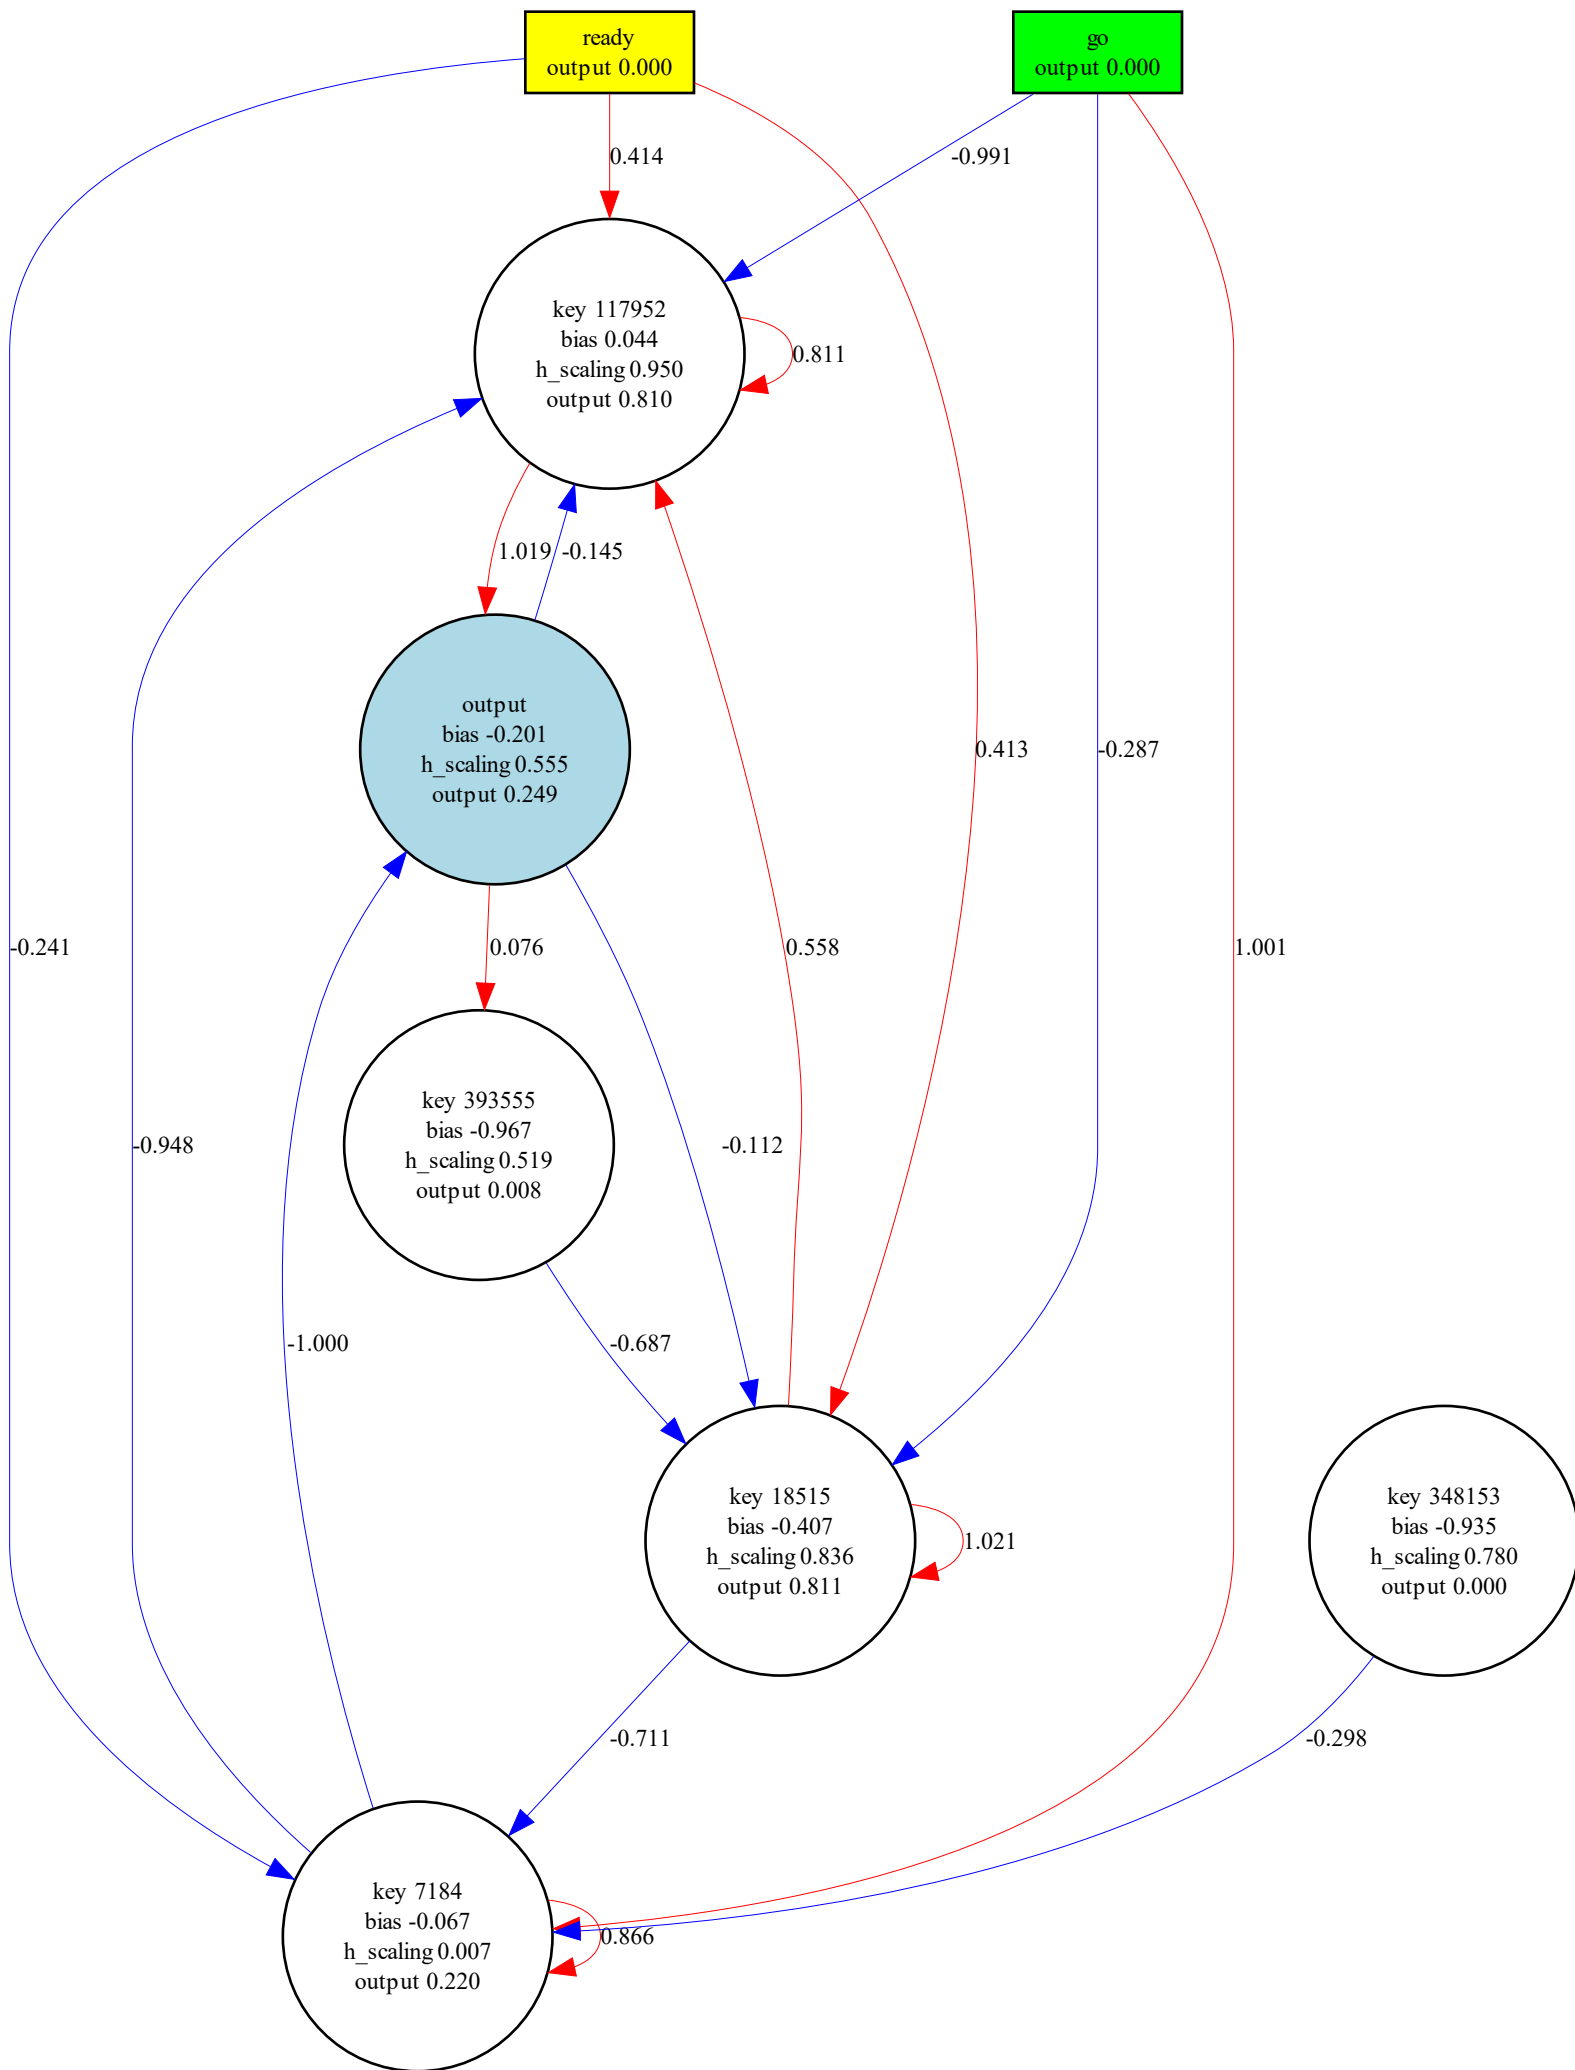 ready
output 0.000
go
output 0.000
0.414
-0.991
key 117952
bias 0.044
h_scaling 0.950
output 0.810
0.811
1.019
-0.145
output
bias -0.201
h_scaling 0.555
output 0.249
0.413
-0.287
-0.241
0.076
0.558
1.001
key 393555
bias -0.967
h_scaling 0.519
output 0.008
-0.948
-0.112
-1.000
-0.687
key 18515
bias -0.407
h_scaling 0.836
output 0.811
1.021
key 348153
bias -0.935
h_scaling 0.780
output 0.000
-0.711
-0.298
key 7184
bias -0.067
h_scaling 0.007
output 0.220
0.866